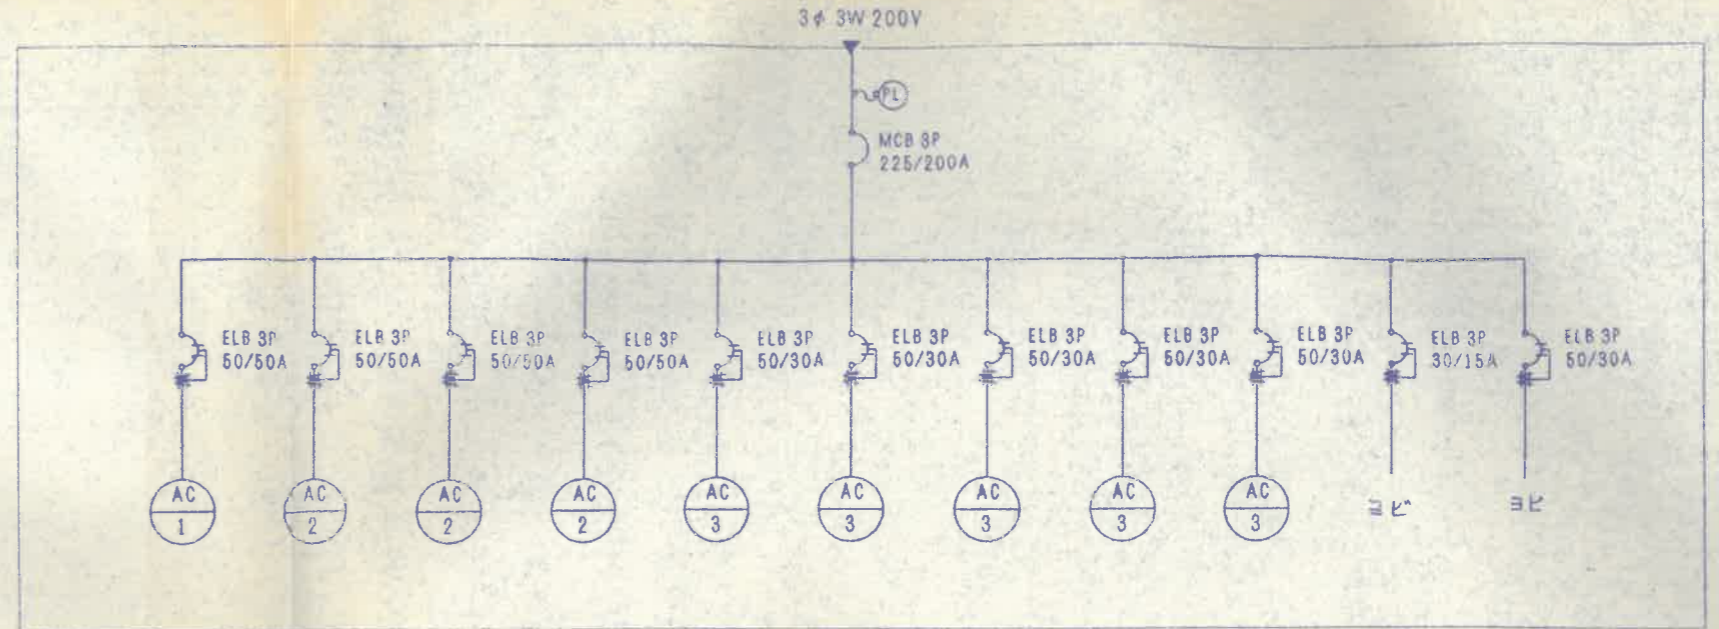 3φ 3W 200V
PL
MCB 3P
225/200A
ELB 3P
50/50A
ELB 3P
50/50A
ELB 3P
50/50A
ELB 3P
50/50A
ELB 3P
50/30A
ELB 3P
50/30A
ELB 3P
50/30A
ELB 3P
50/30A
ELB 3P
50/30A
ELB 3P
30/15A
ELB 3P
50/30A
AC
1
AC
2
AC
2
AC
2
AC
3
AC
3
AC
3
AC
3
AC
3
ヨビ
ヨビ